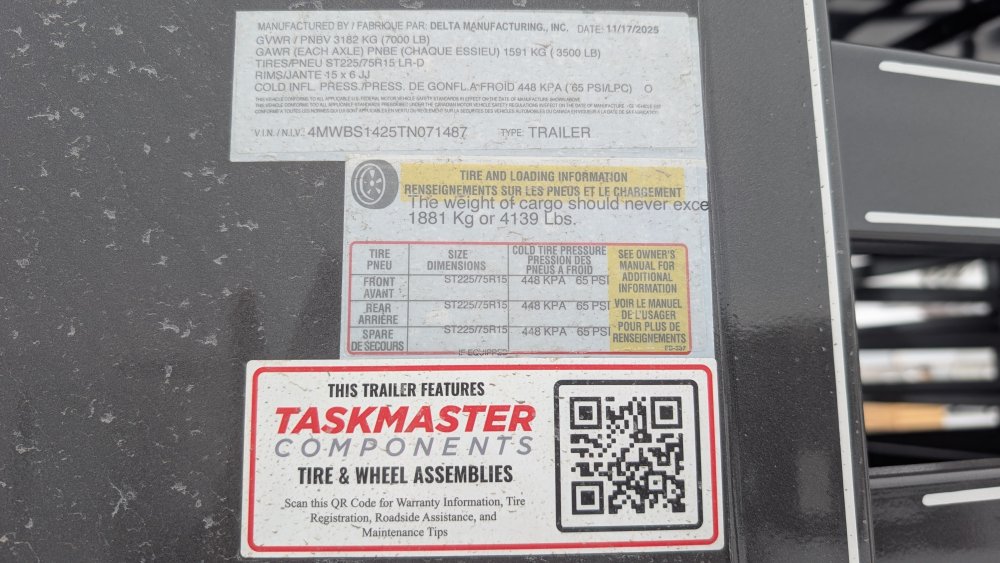 MANUFACTURED BY / FABRIQUE PAR: DELTA MANUFACTURING., INC. DATE: 11/17/2025
GVWR / PNBV 3182 KG (7000 LB)
GAWR (EACH AXLE) PNBE (CHAQUE ESSIEU) 1591 KG ( 3500 LB)
TIRES/PNEU ST225/75R15 LR-D
RIMS/JANTE 15 x 6 JJ
COLD INFL. PRESS./PRESS. DE GONFL A FROID 448 KPA ( 65 PSI/LPC) O
V.I.N. / N.I.V.: 4MWBS1425TN071487 TYPE: TRAILER
TIRE AND LOADING INFORMATION
RENSEIGNEMENTS SUR LES PNEUS ET LE CHARGEMENT
The weight of cargo should never exce
1881 Kg or 4139 Lbs.
TIRE PNEU SIZE DIMENSIONS COLD TIRE PRESSURE PRESSION DES PNEUS A FROID
FRONT AVANT ST225/75R15 448 KPA 65 PSI
REAR ARRIÈRE ST225/75R15 448 KPA 65 PSI
SPARE DE SECOURS ST225/75R15 448 KPA 65 PSI
IF EQUIPPED
SEE OWNER'S
MANUAL FOR
ADDITIONAL
INFORMATION
VOIR LE MANUEL
DE L'USAGER
POUR PLUS DE
RENSEIGNEMENTS
THIS TRAILER FEATURES
TASKMASTER
COMPONENTS
TIRE & WHEEL ASSEMBLIES
Scan this QR Code for Warranty Information, Tire
Registration, Roadside Assistance, and
Maintenance Tips